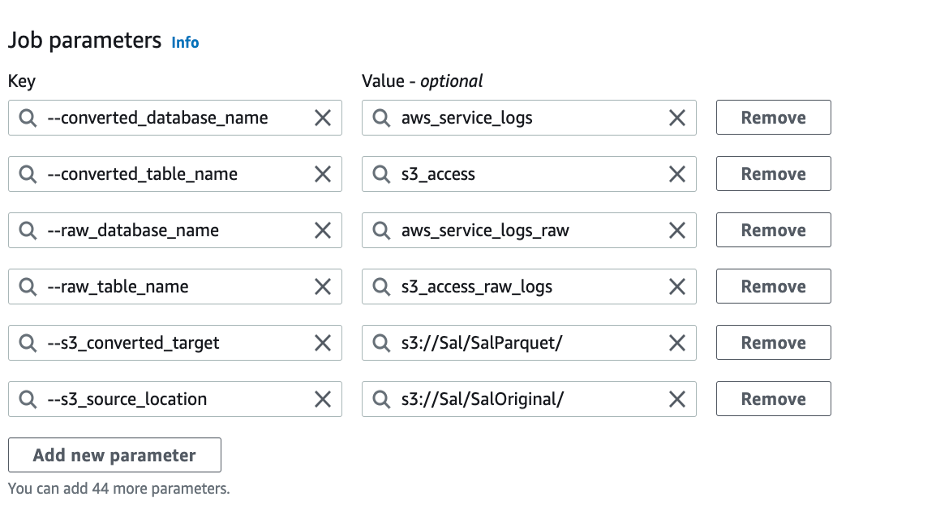 Job parameters Info
Key Value - optional
--converted_database_name aws_service_logs Remove
--converted_table_name s3_access Remove
--raw_database_name aws_service_logs_raw Remove
--raw_table_name s3_access_raw_logs Remove
--s3_converted_target s3://Sal/SalParquet/ Remove
--s3_source_location s3://Sal/SalOriginal/ Remove
Add new parameter
You can add 44 more parameters.